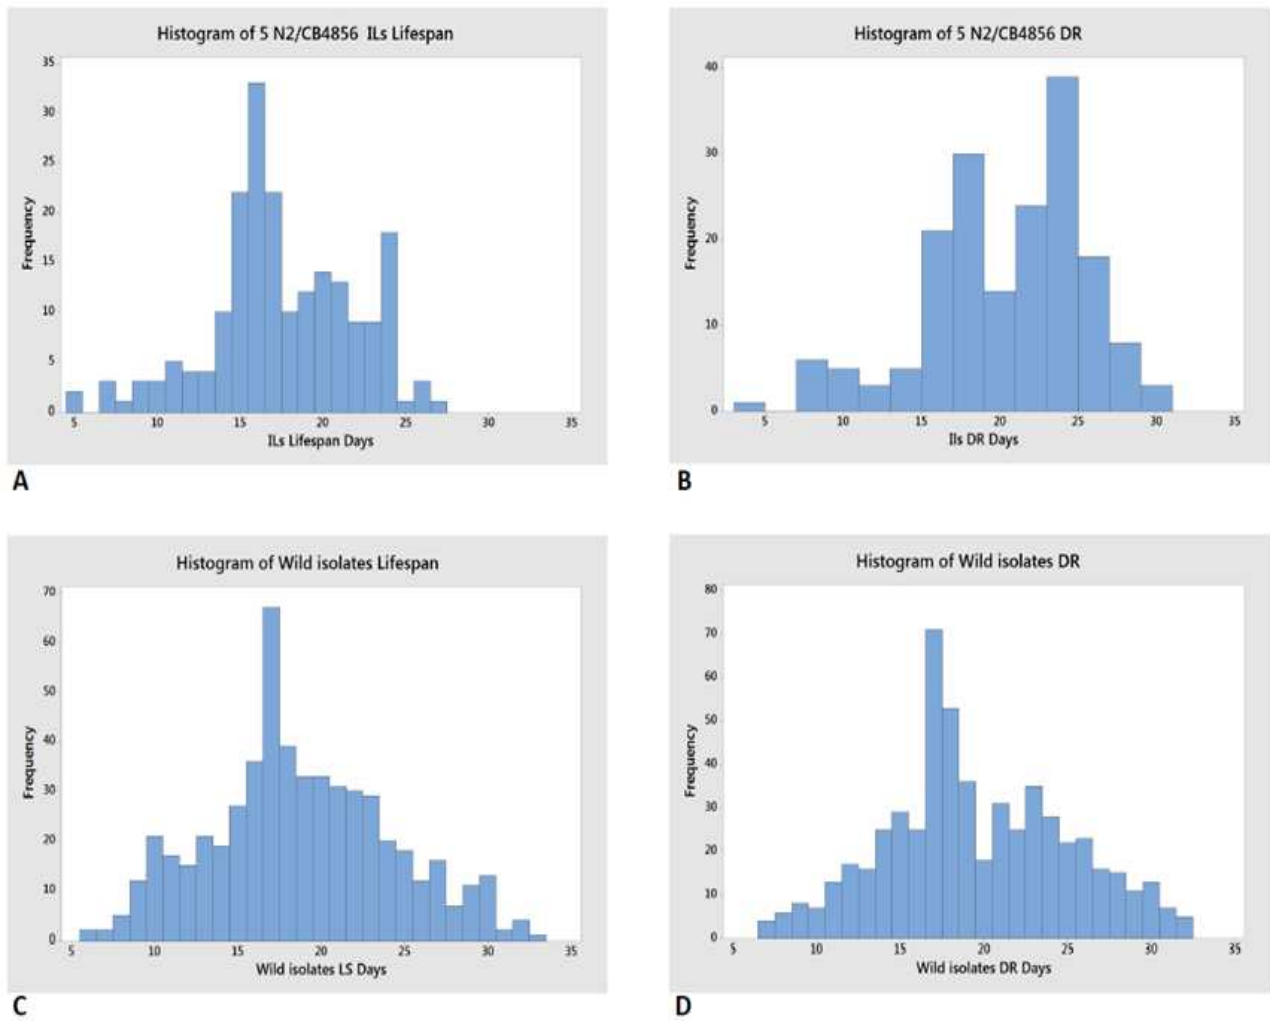 Histogram of 5 N2/CB4856 ILs Lifespan
35
30
25
20
15
10
5
0
Frequency
5 10 15 20 25 30 35
ILs Lifespan Days
A
Histogram of 5 N2/CB4856 DR
40
30
20
10
0
Frequency
5 10 15 20 25 30 35
Ils DR Days
B
Histogram of Wild isolates Lifespan
70
60
50
40
30
20
10
0
Frequency
5 10 15 20 25 30 35
Wild isolates LS Days
C
Histogram of Wild isolates DR
80
70
60
50
40
30
20
10
0
Frequency
5 10 15 20 25 30 35
Wild isolates DR Days
D